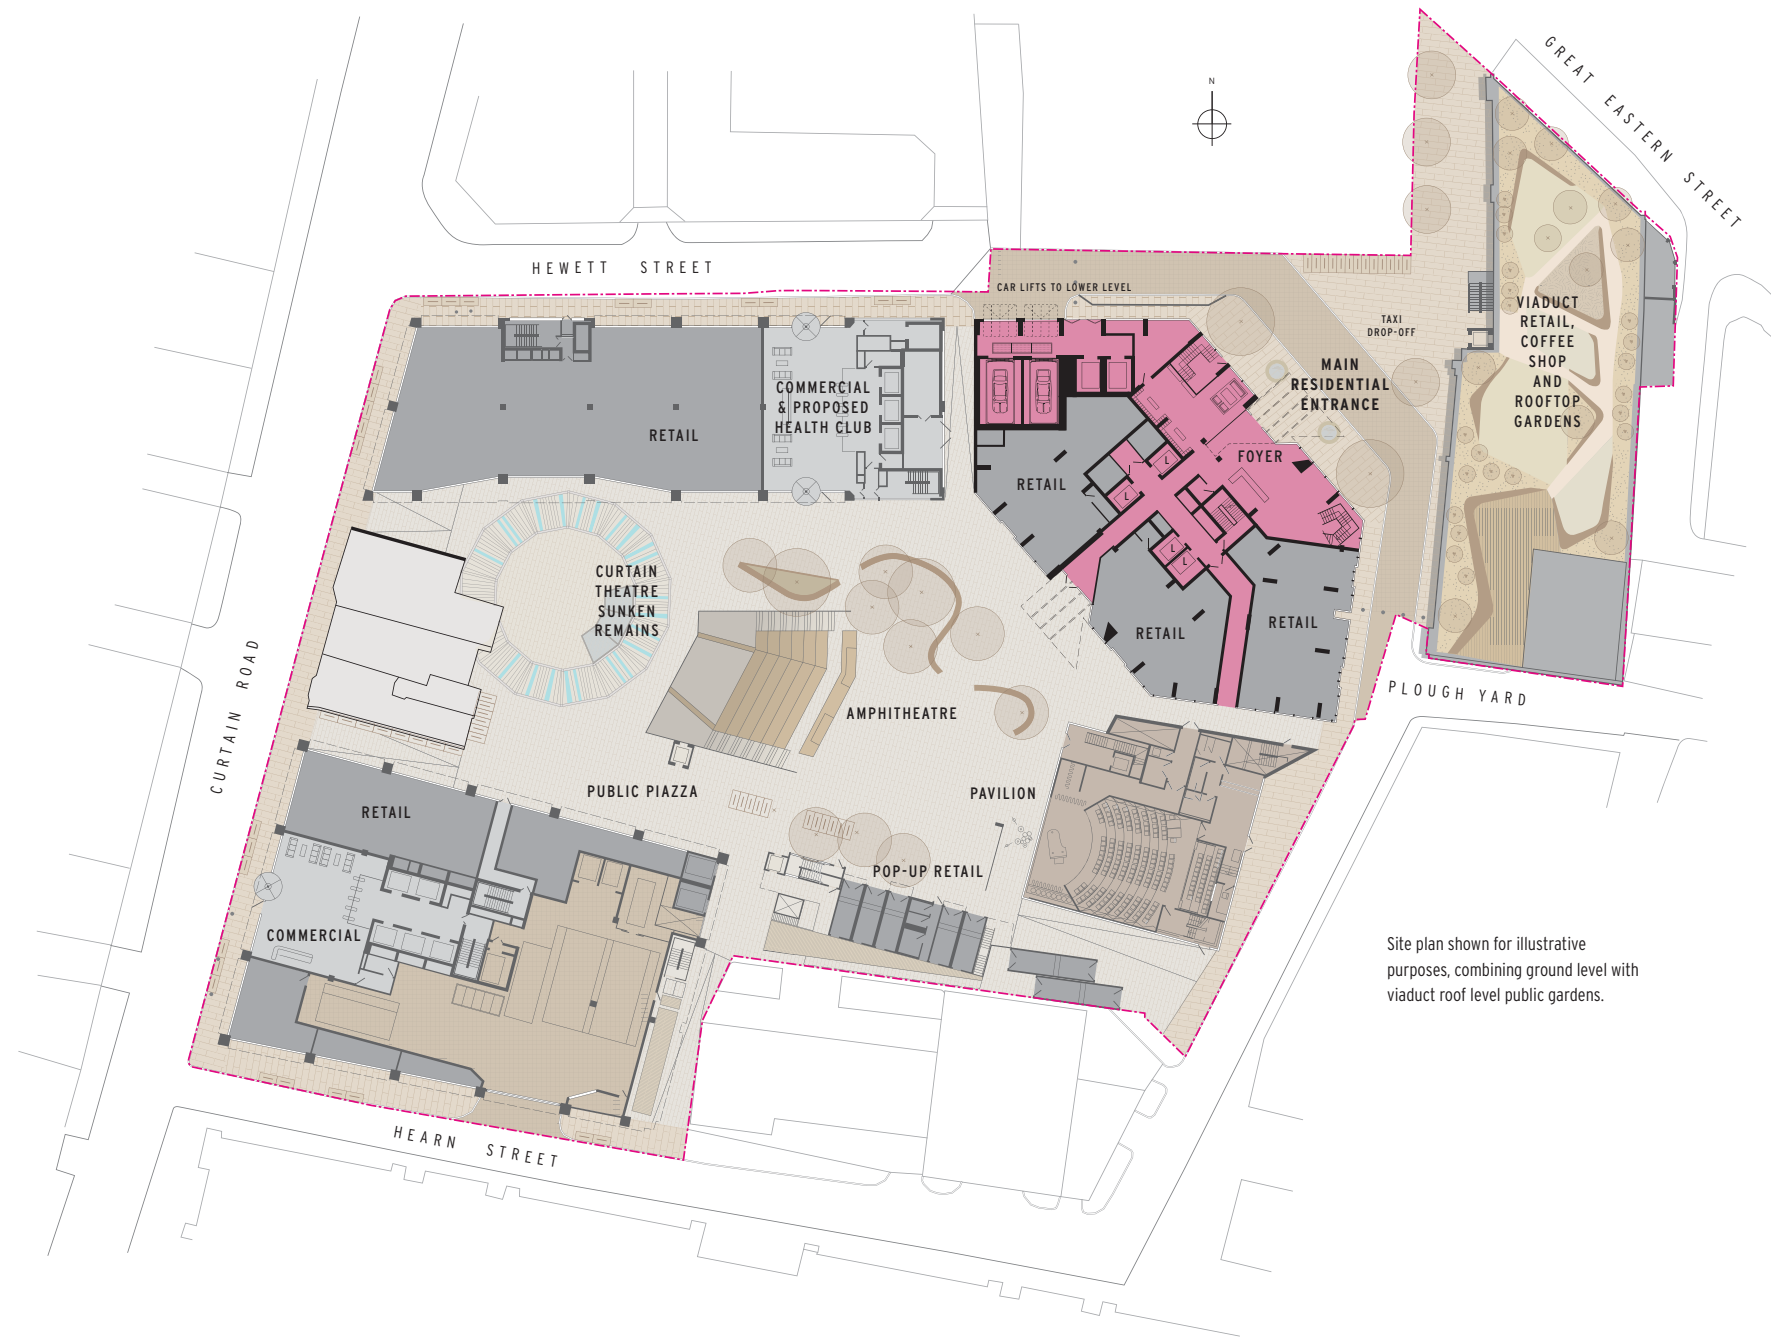 N
GREAT EASTERN STREET
HEWETT STREET
CAR LIFTS TO LOWER LEVEL
TAXI
DROP-OFF
VIADUCT
RETAIL,
COFFEE
SHOP
AND
ROOFTOP
GARDENS
MAIN
RESIDENTIAL
ENTRANCE
COMMERCIAL
& PROPOSED
HEALTH CLUB
RETAIL
FOYER
RETAIL
L
L
L
L
CURTAIN
THEATRE
SUNKEN
REMAINS
RETAIL
RETAIL
CURTAIN ROAD
PLOUGH YARD
AMPHITHEATRE
PUBLIC PIAZZA
PAVILION
RETAIL
POP-UP RETAIL
COMMERCIAL
Site plan shown for illustrative
purposes, combining ground level with
viaduct roof level public gardens.
HEARN STREET